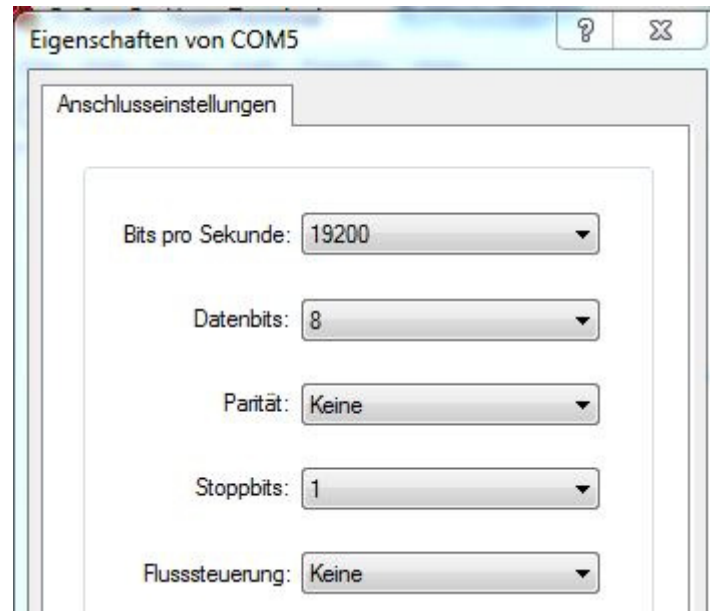 Eigenschaften von COM5
Anschlusseinstellungen
Bits pro Sekunde: 19200
Datenbits: 8
Parität: Keine
Stoppbits: 1
Flusssteuerung: Keine